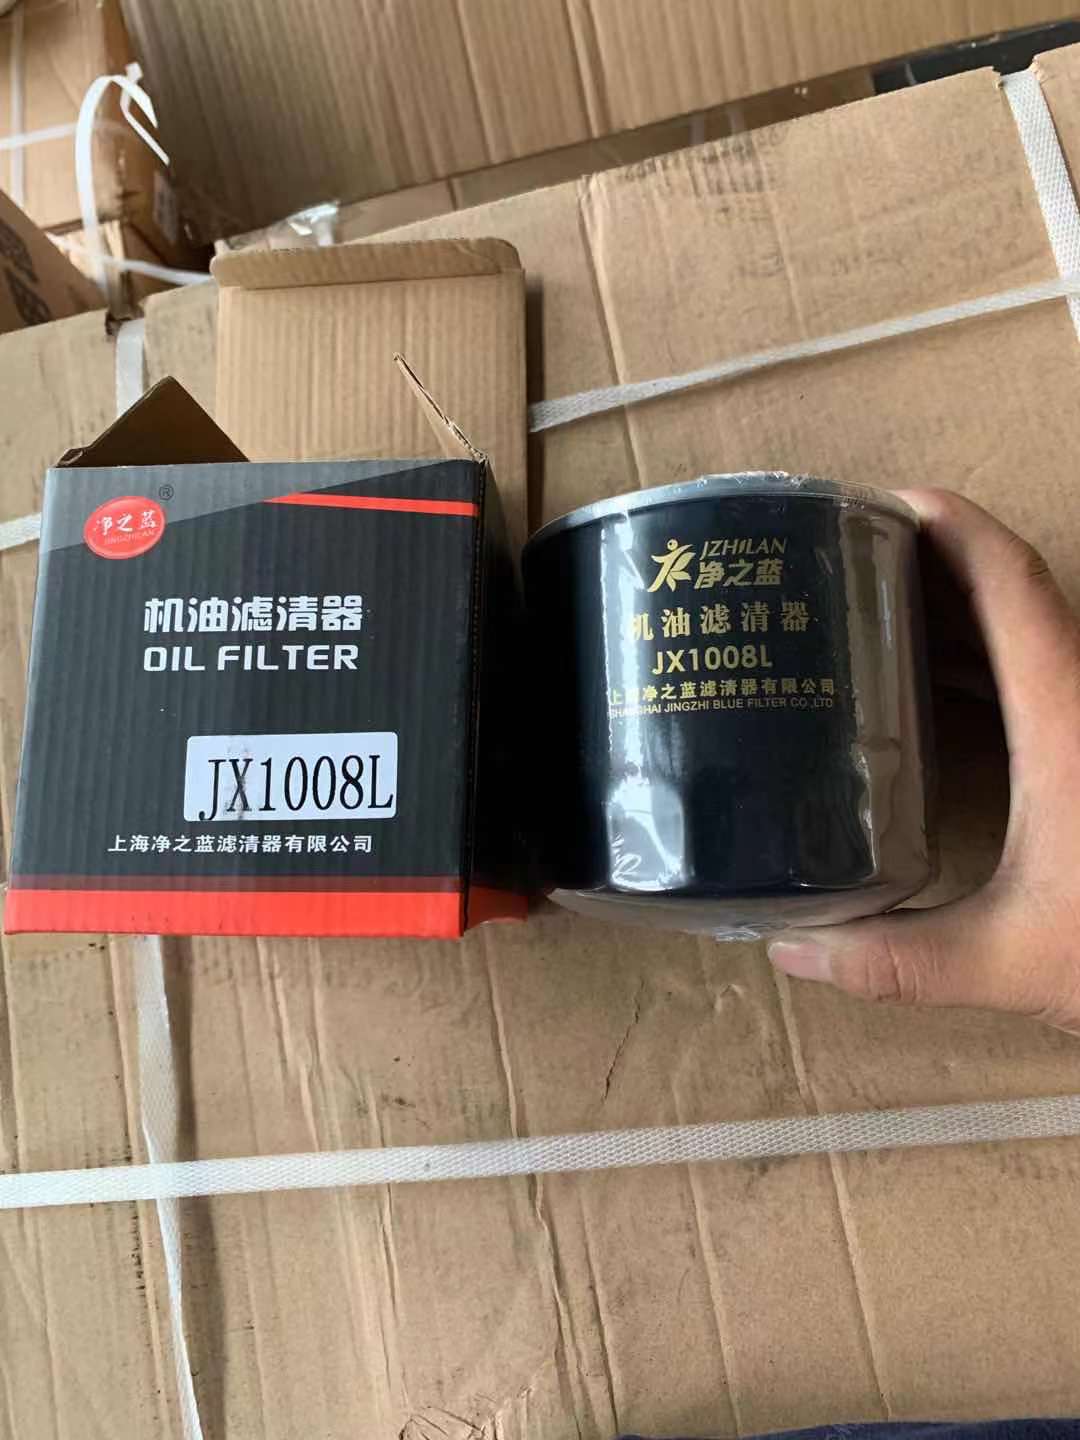 净之蓝
®
JINGZHILAN
机油滤清器
OIL FILTER
JX1008L
上海净之蓝滤清器有限公司
JZHILAN
净之蓝
机油滤清器
JX1008L
上海净之蓝滤清器有限公司
SHANGHAI JINGZHI BLUE FILTER CO.,LTD